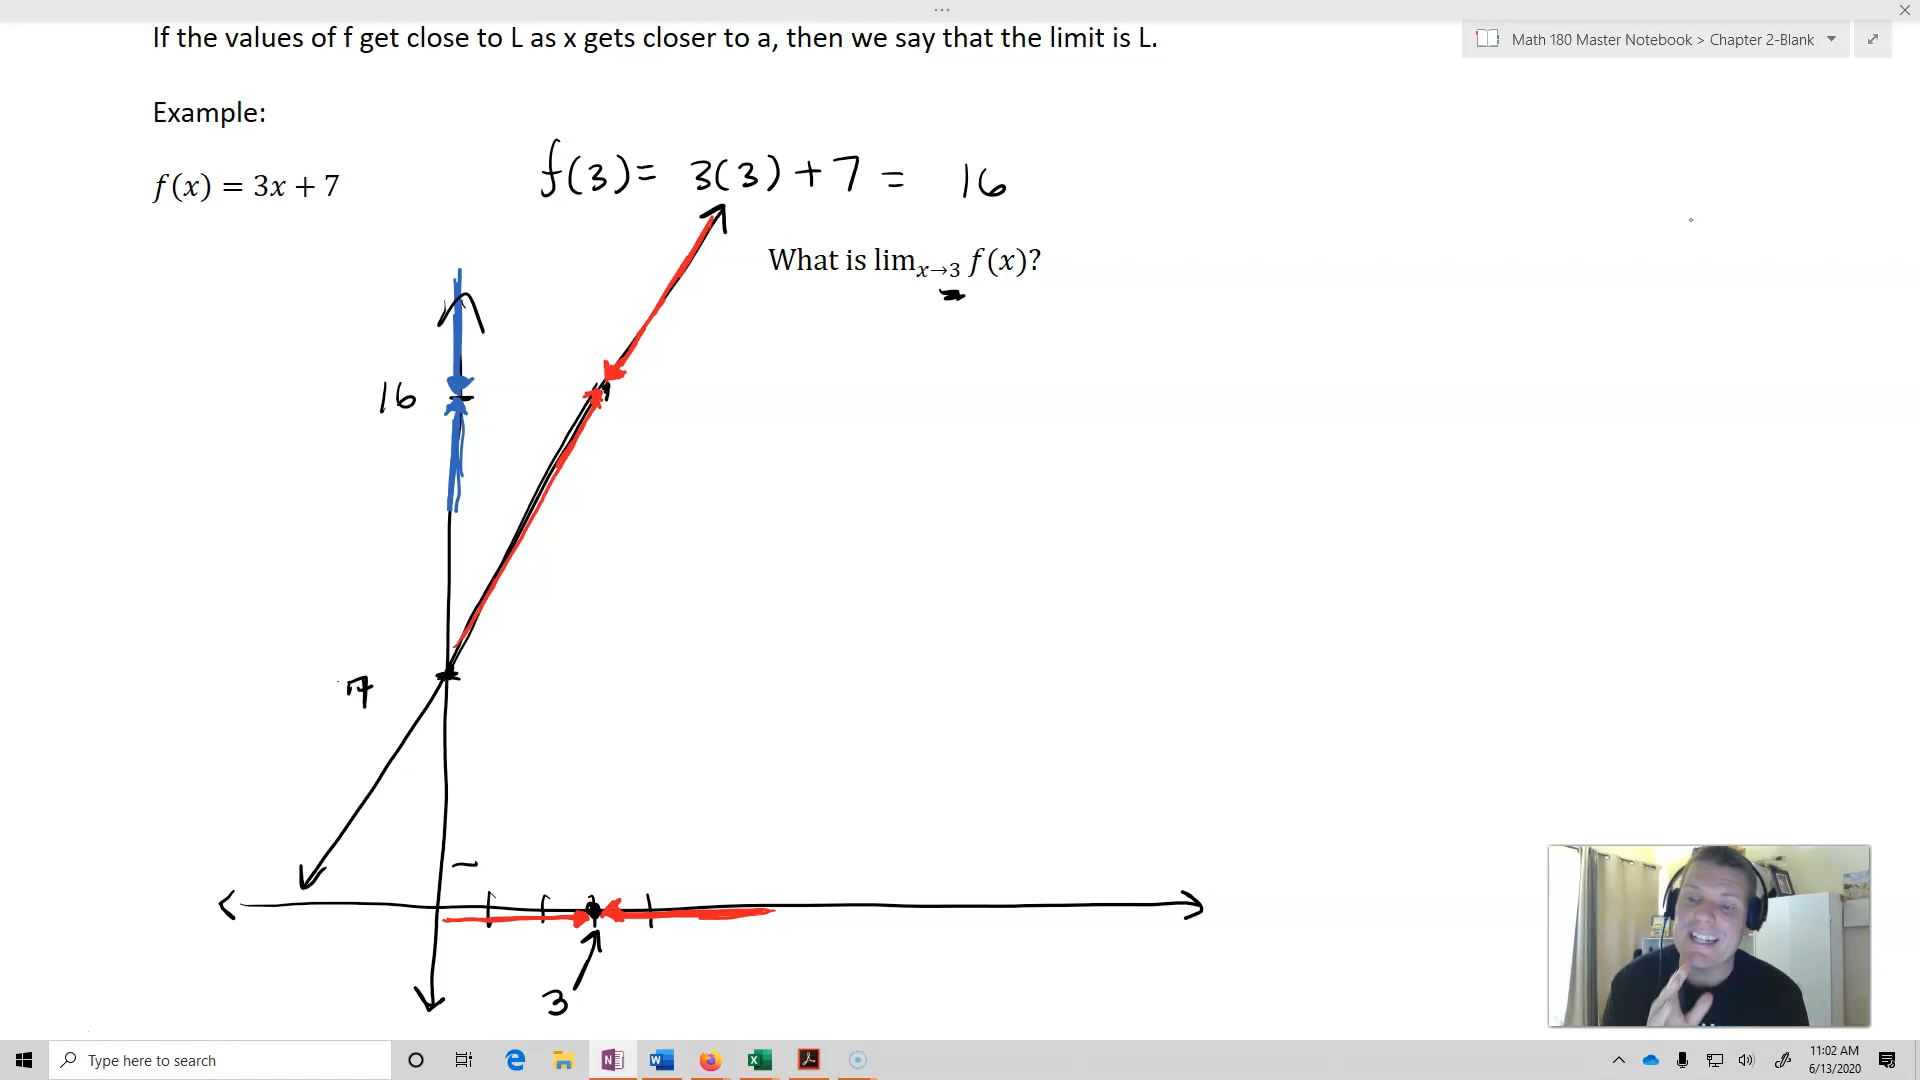 ...
If the values of f get close to L as x gets closer to a, then we say that the limit is L.
Math 180 Master Notebook > Chapter 2-Blank
Example:
f(x) = 3x + 7
f(3) = 3(3) + 7 = 16
What is lim x→3 f(x)?
16
7
3
Type here to search
11:02 AM
6/13/2020